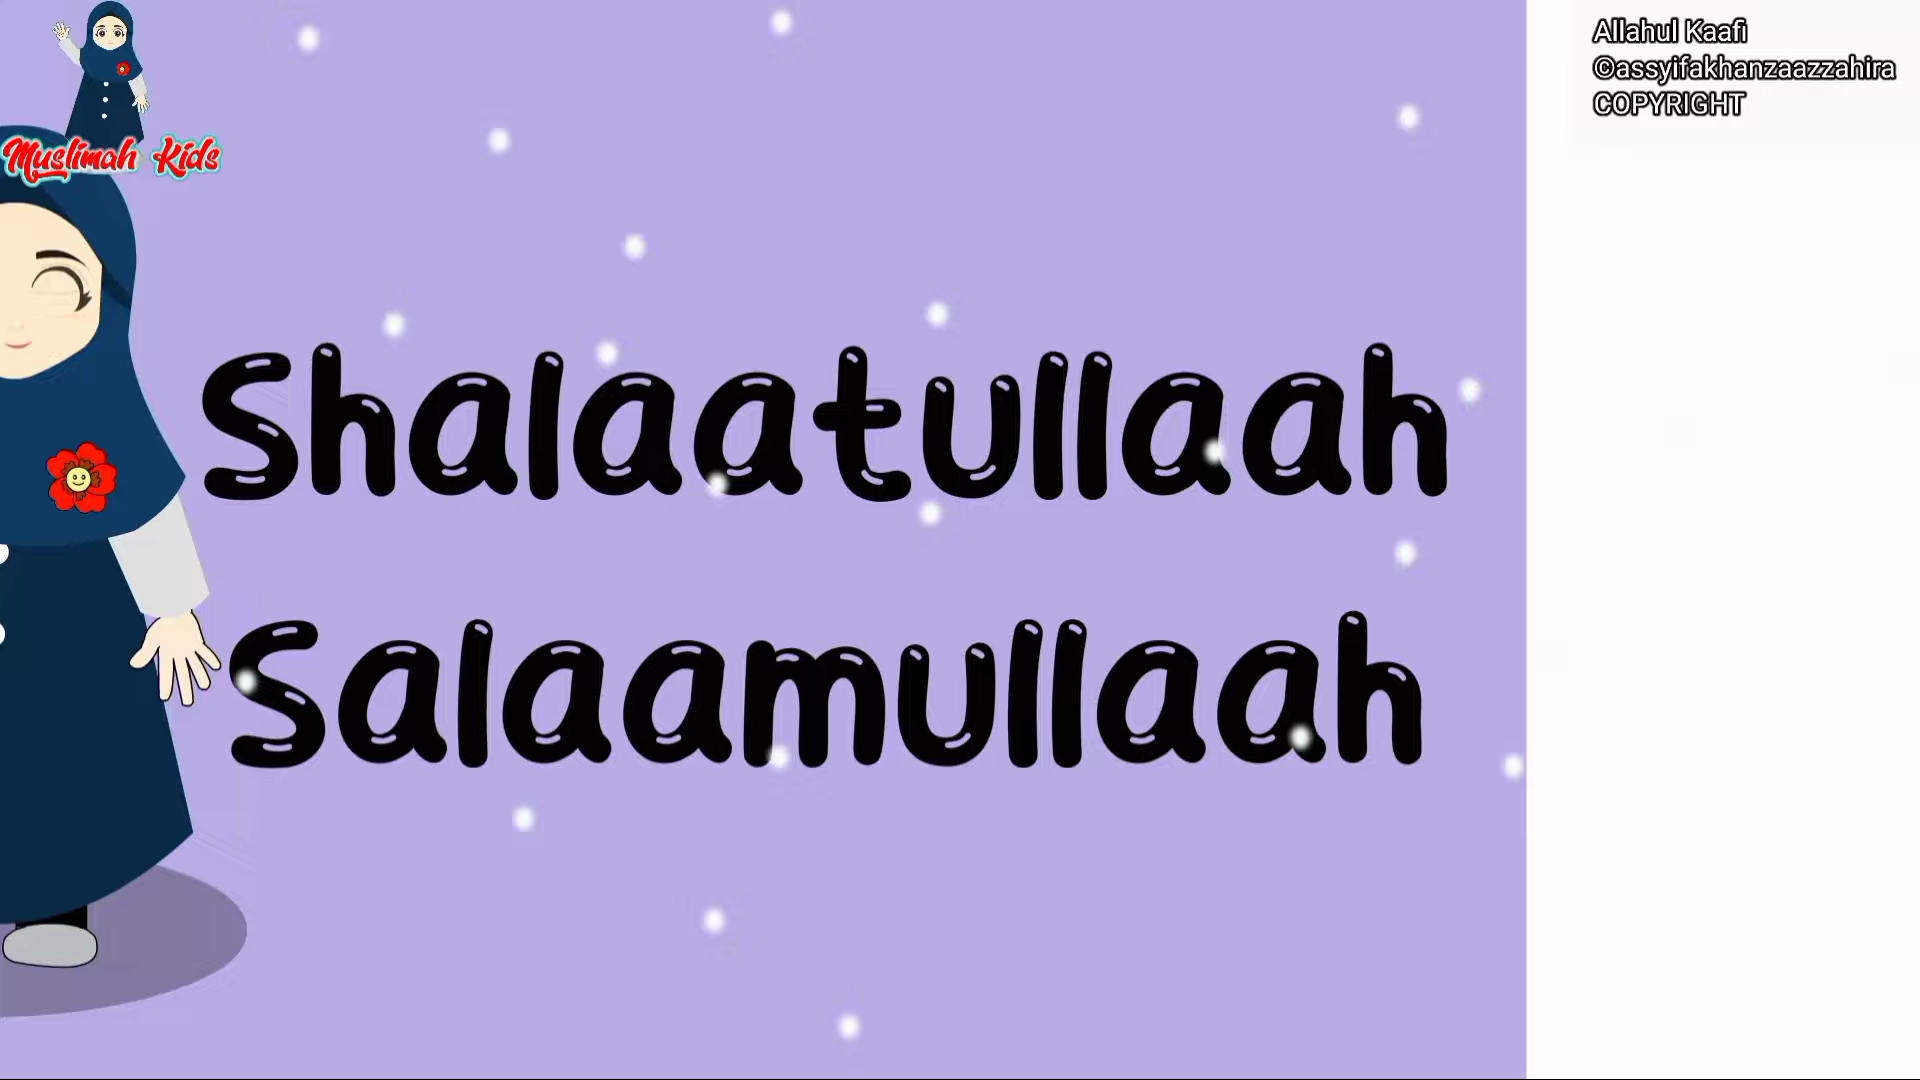 Muslimah Kids
Allahul Kaafi
©assyifakhanzaazzahira
COPYRIGHT
Shalaatullaah
Salaamullaah